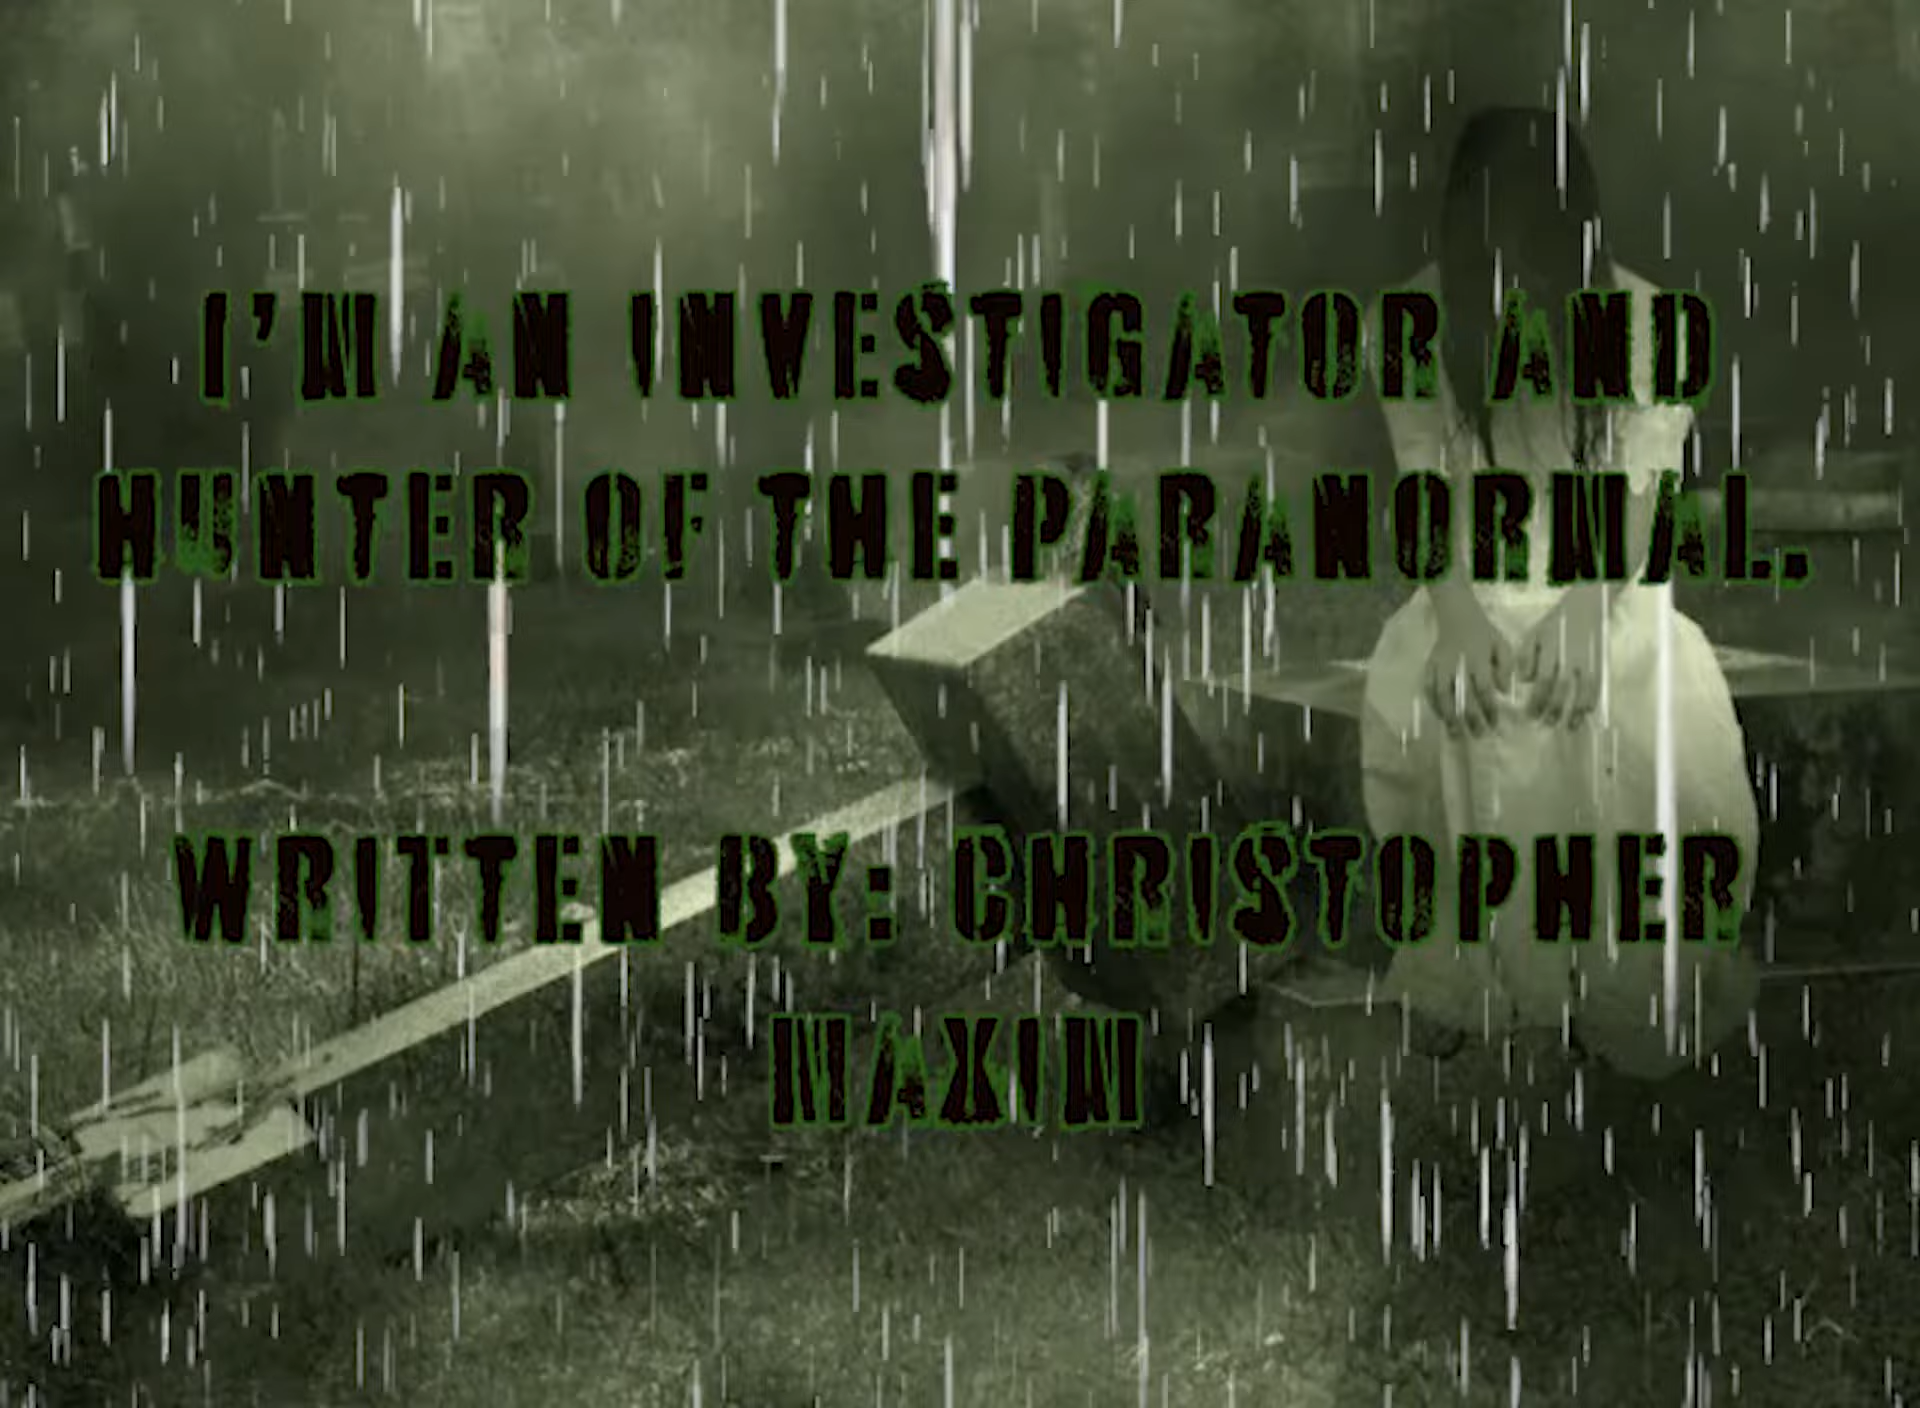 I'M AN INVESTIGATOR AND
HUNTER OF THE PARANORMAL.
WRITTEN BY: CHRISTOPHER
MAXIM